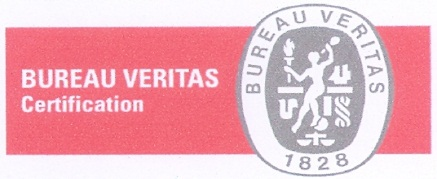 BUREAU VERITAS
Certification
BUREAU VERITAS
1828